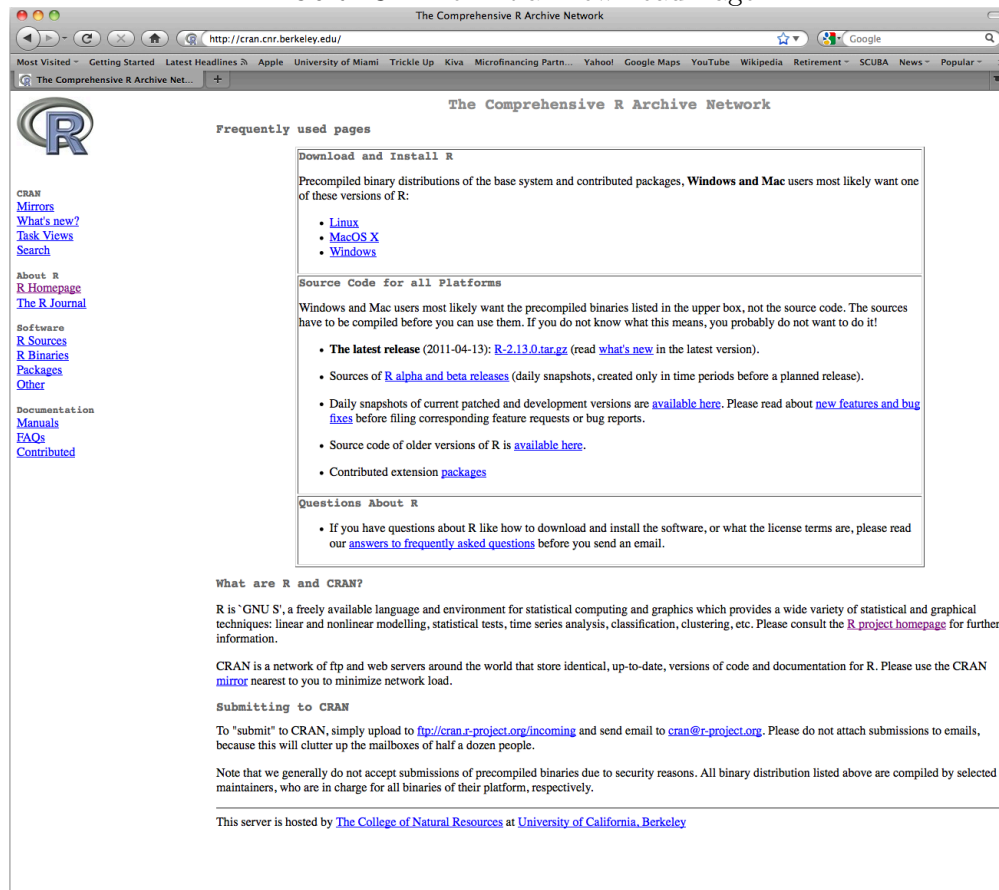 The Comprehensive R Archive Network
http://cran.cnr.berkeley.edu/
Google
Most Visited Getting Started Latest Headlines Apple University of Miami Trickle Up Kiva Microfinancing Partn... Yahoo! Google Maps YouTube Wikipedia Retirement SCUBA News Popular
The Comprehensive R Archive Net... +
R
CRAN
Mirrors
What's new?
Task Views
Search
About R
R Homepage
The R Journal
Software
R Sources
R Binaries
Packages
Other
Documentation
Manuals
FAQs
Contributed
The Comprehensive R Archive Network
Frequently used pages
Download and Install R
Precompiled binary distributions of the base system and contributed packages, Windows and Mac users most likely want one
of these versions of R:
• Linux
• MacOS X
• Windows
Source Code for all Platforms
Windows and Mac users most likely want the precompiled binaries listed in the upper box, not the source code. The sources
have to be compiled before you can use them. If you do not know what this means, you probably do not want to do it!
• The latest release (2011-04-13): R-2.13.0.tar.gz (read what's new in the latest version).
• Sources of R alpha and beta releases (daily snapshots, created only in time periods before a planned release).
• Daily snapshots of current patched and development versions are available here. Please read about new features and bug
fixes before filing corresponding feature requests or bug reports.
• Source code of older versions of R is available here.
• Contributed extension packages
Questions About R
• If you have questions about R like how to download and install the software, or what the license terms are, please read
our answers to frequently asked questions before you send an email.
What are R and CRAN?
R is `GNU S', a freely available language and environment for statistical computing and graphics which provides a wide variety of statistical and graphical
techniques: linear and nonlinear modelling, statistical tests, time series analysis, classification, clustering, etc. Please consult the R project homepage for further
information.
CRAN is a network of ftp and web servers around the world that store identical, up-to-date, versions of code and documentation for R. Please use the CRAN
mirror nearest to you to minimize network load.
Submitting to CRAN
To "submit" to CRAN, simply upload to ftp://cran.r-project.org/incoming and send email to cran@r-project.org. Please do not attach submissions to emails,
because this will clutter up the mailboxes of half a dozen people.
Note that we generally do not accept submissions of precompiled binaries due to security reasons. All binary distribution listed above are compiled by selected
maintainers, who are in charge for all binaries of their platform, respectively.
This server is hosted by The College of Natural Resources at University of California, Berkeley